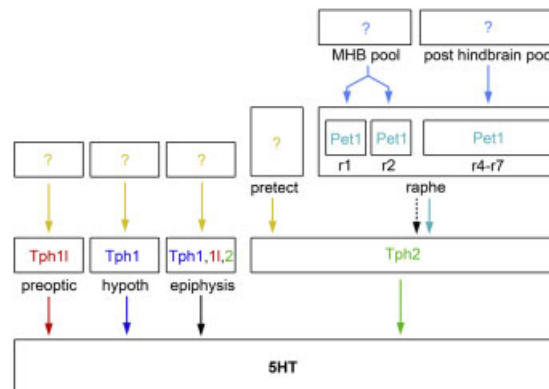 ? ?
MHB pool post hindbrain pool
? Pet1 Pet1 Pet1
r1 r2 r4-r7
? ? ? pretect raphe
Tph1l Tph1 Tph1,1l,2 Tph2
preoptic hypoth epiphysis
5HT